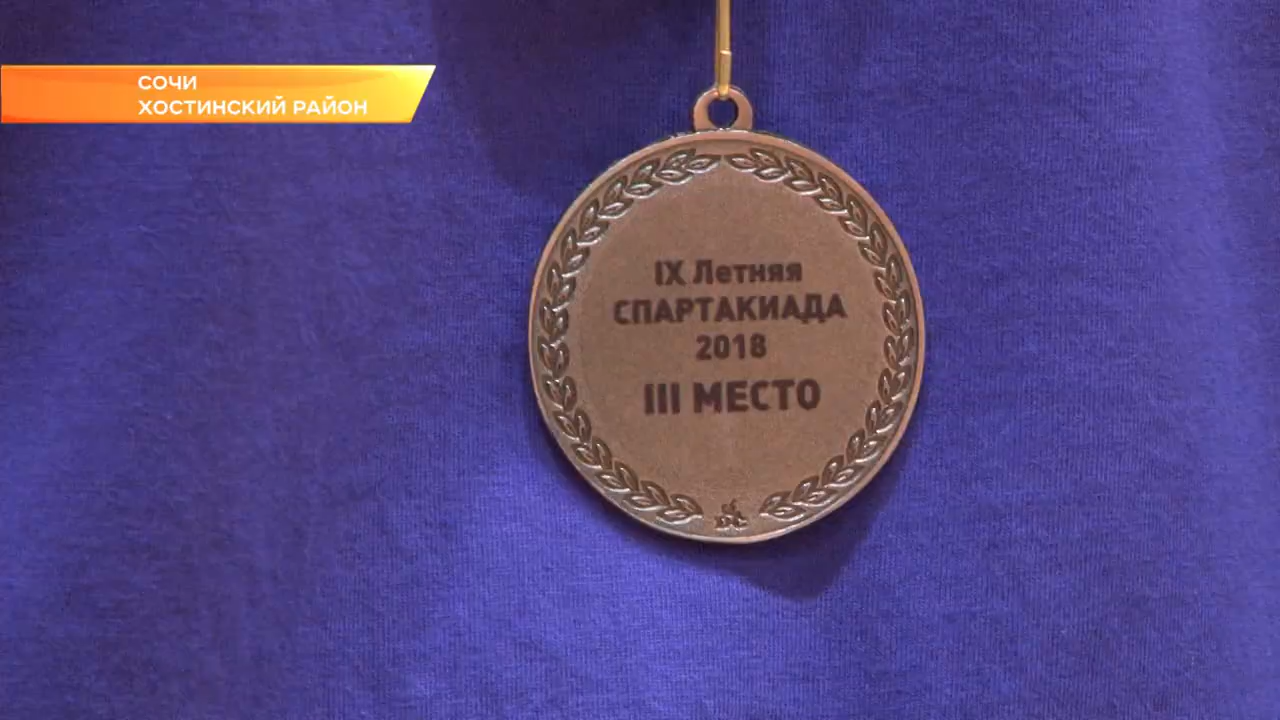 СОЧИ
ХОСТИНСКИЙ РАЙОН
IX Летняя
СПАРТАКИАДА
2018
III МЕСТО